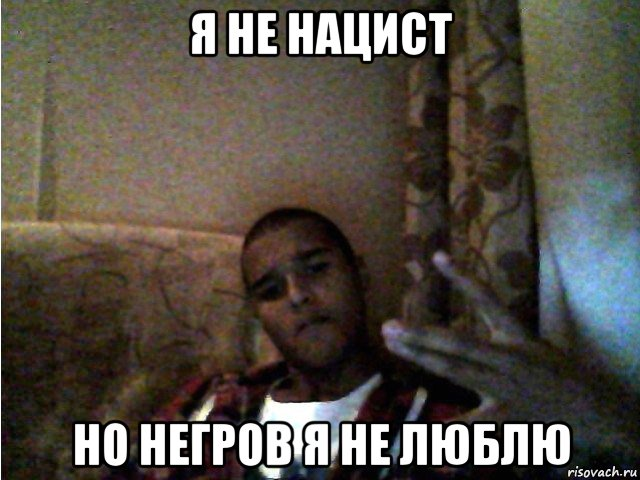 Я НЕ НАЦИСТ
НО НЕГРОВ Я НЕ ЛЮБЛЮ
risovach.ru